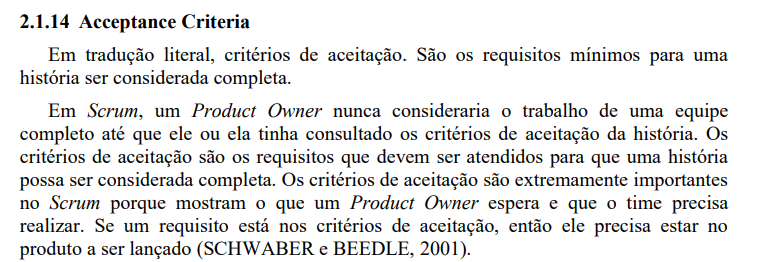 2.1.14 Acceptance Criteria
Em tradução literal, critérios de aceitação. São os requisitos mínimos para uma
história ser considerada completa.
Em Scrum, um Product Owner nunca consideraria o trabalho de uma equipe
completo até que ele ou ela tinha consultado os critérios de aceitação da história. Os
critérios de aceitação são os requisitos que devem ser atendidos para que uma história
possa ser considerada completa. Os critérios de aceitação são extremamente importantes
no Scrum porque mostram o que um Product Owner espera e que o time precisa
realizar. Se um requisito está nos critérios de aceitação, então ele precisa estar no
produto a ser lançado (SCHWABER e BEEDLE, 2001).